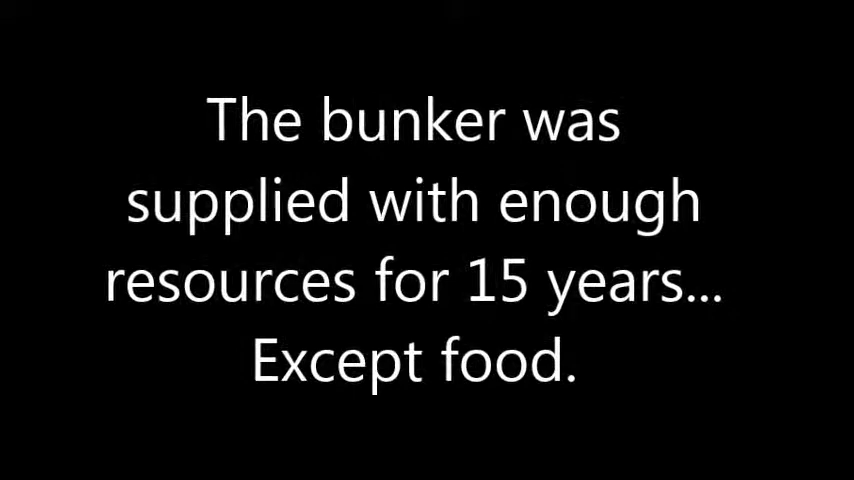 The bunker was
supplied with enough
resources for 15 years...
Except food.